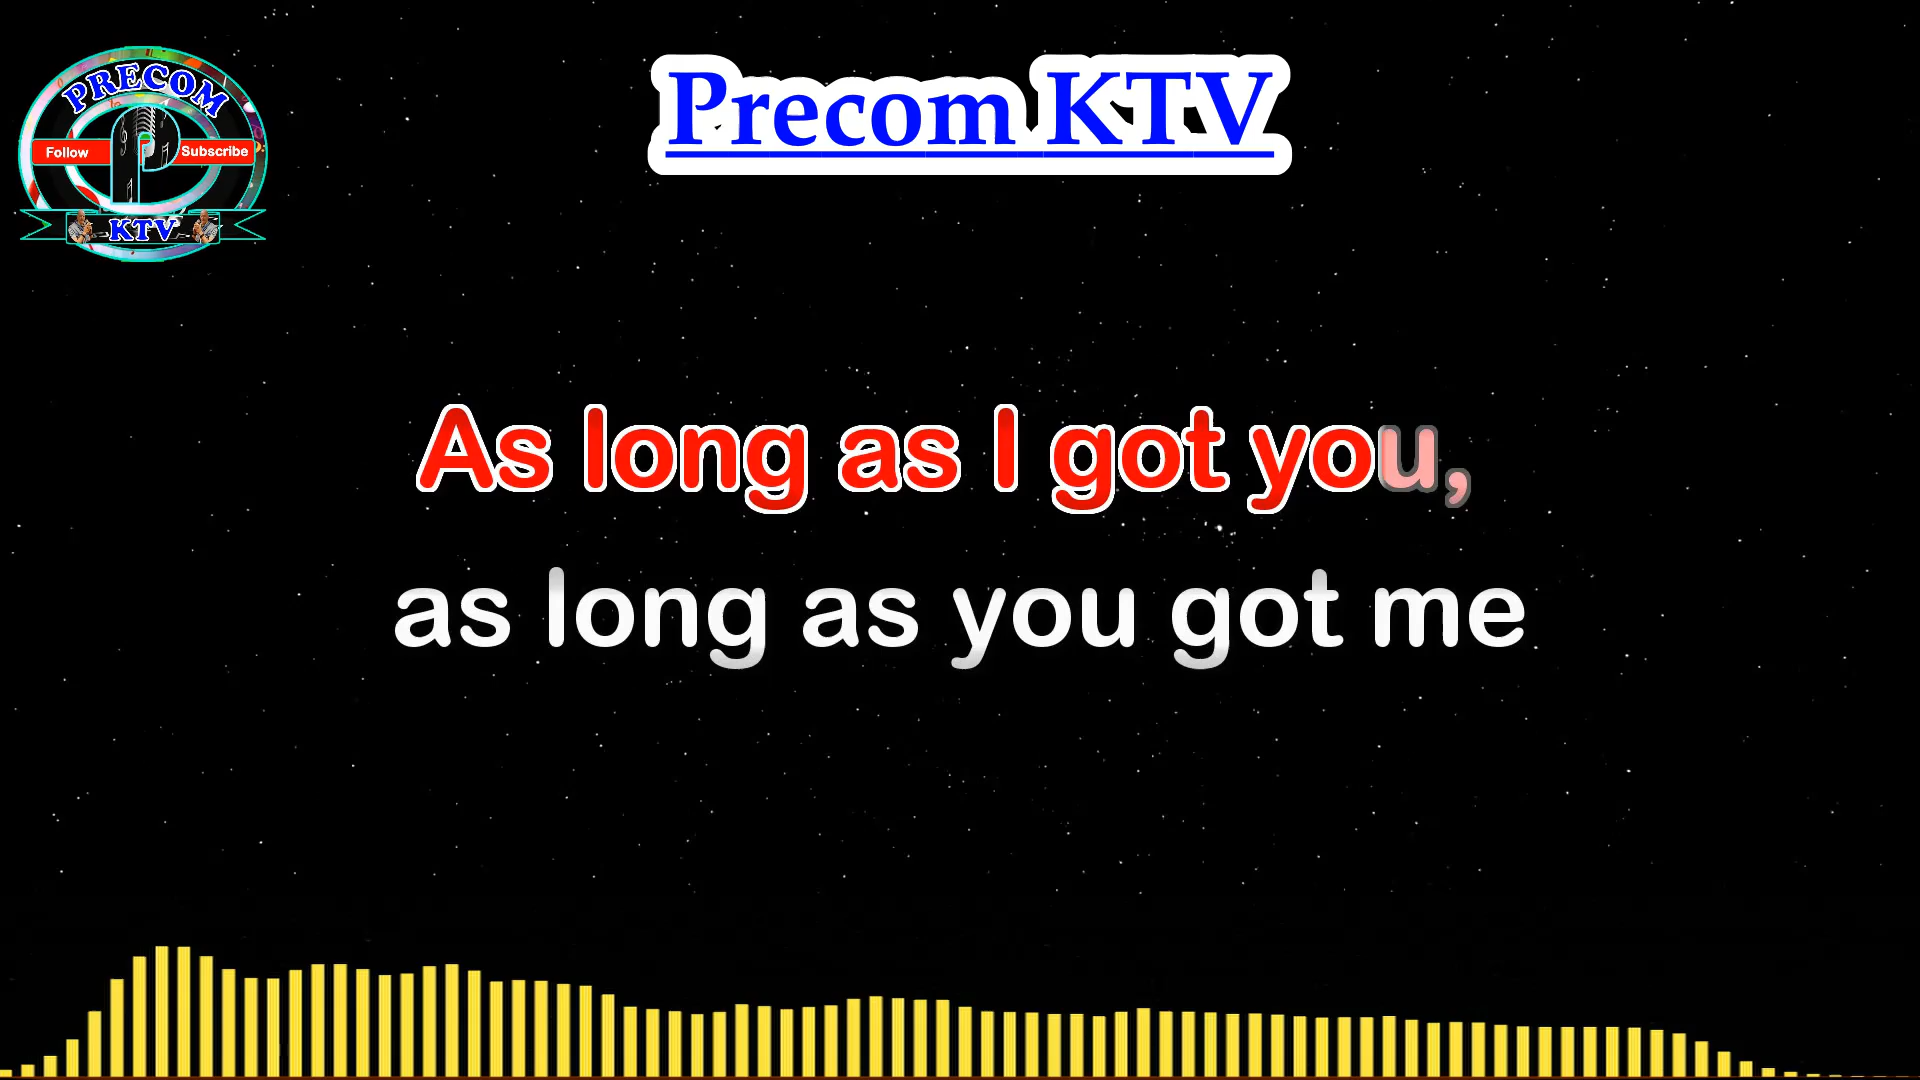 PRECOM
Follow
Subscribe
KTV
Precom KTV
As long as I got you,
as long as you got me